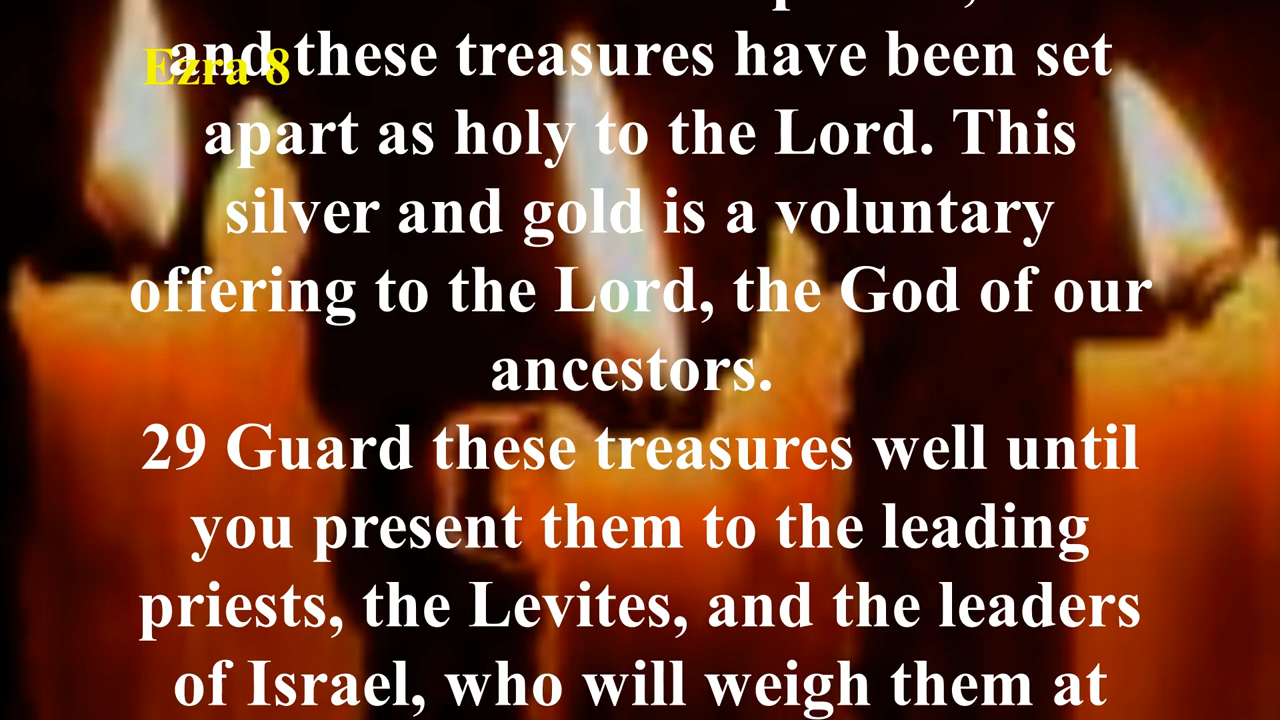 Ezra 8
and these treasures have been set
apart as holy to the Lord. This
silver and gold is a voluntary
offering to the Lord, the God of our
ancestors.
29 Guard these treasures well until
you present them to the leading
priests, the Levites, and the leaders
of Israel, who will weigh them at